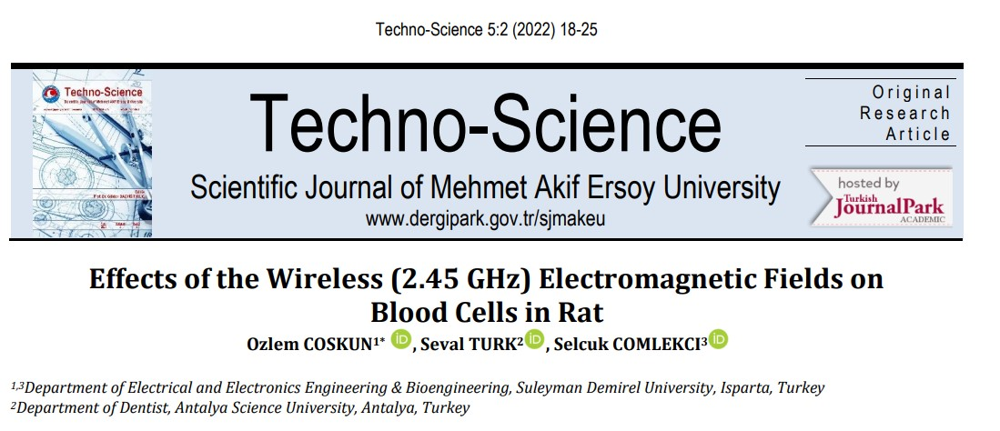 Techno-Science 5:2 (2022) 18-25
Techno-Science
Techno-Science
Scientific Journal of Mehmet Akif Ersoy University
www.dergipark.gov.tr/sjmakeu
Original
Research
Article
hosted by
Turkish
JournalPark
ACADEMIC
Effects of the Wireless (2.45 GHz) Electromagnetic Fields on
Blood Cells in Rat
Ozlem COSKUN1* iD, Seval TURK2 iD, Selcuk COMLEKCI3 iD
1,3Department of Electrical and Electronics Engineering & Bioengineering, Suleyman Demirel University, Isparta, Turkey
2Department of Dentist, Antalya Science University, Antalya, Turkey